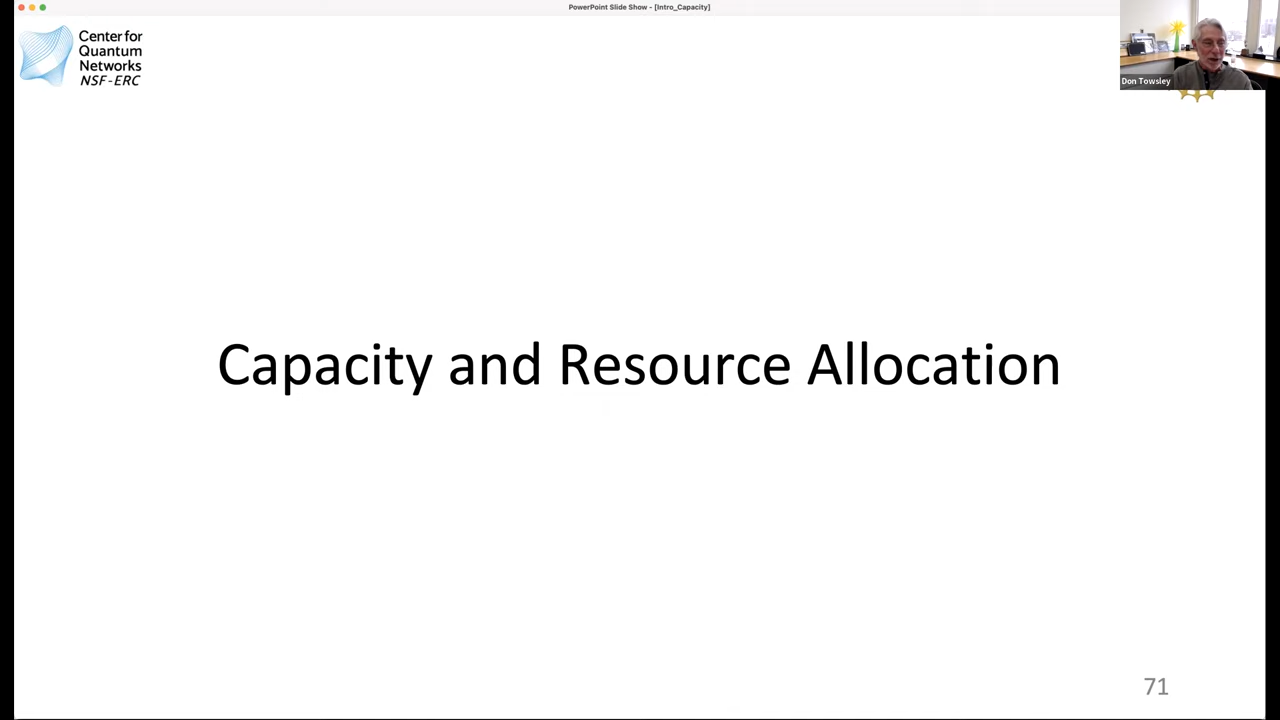 PowerPoint Slide Show - [Intro_Capacity]
Center for
Quantum
Networks
NSF-ERC
Don Towsley
Capacity and Resource Allocation
71